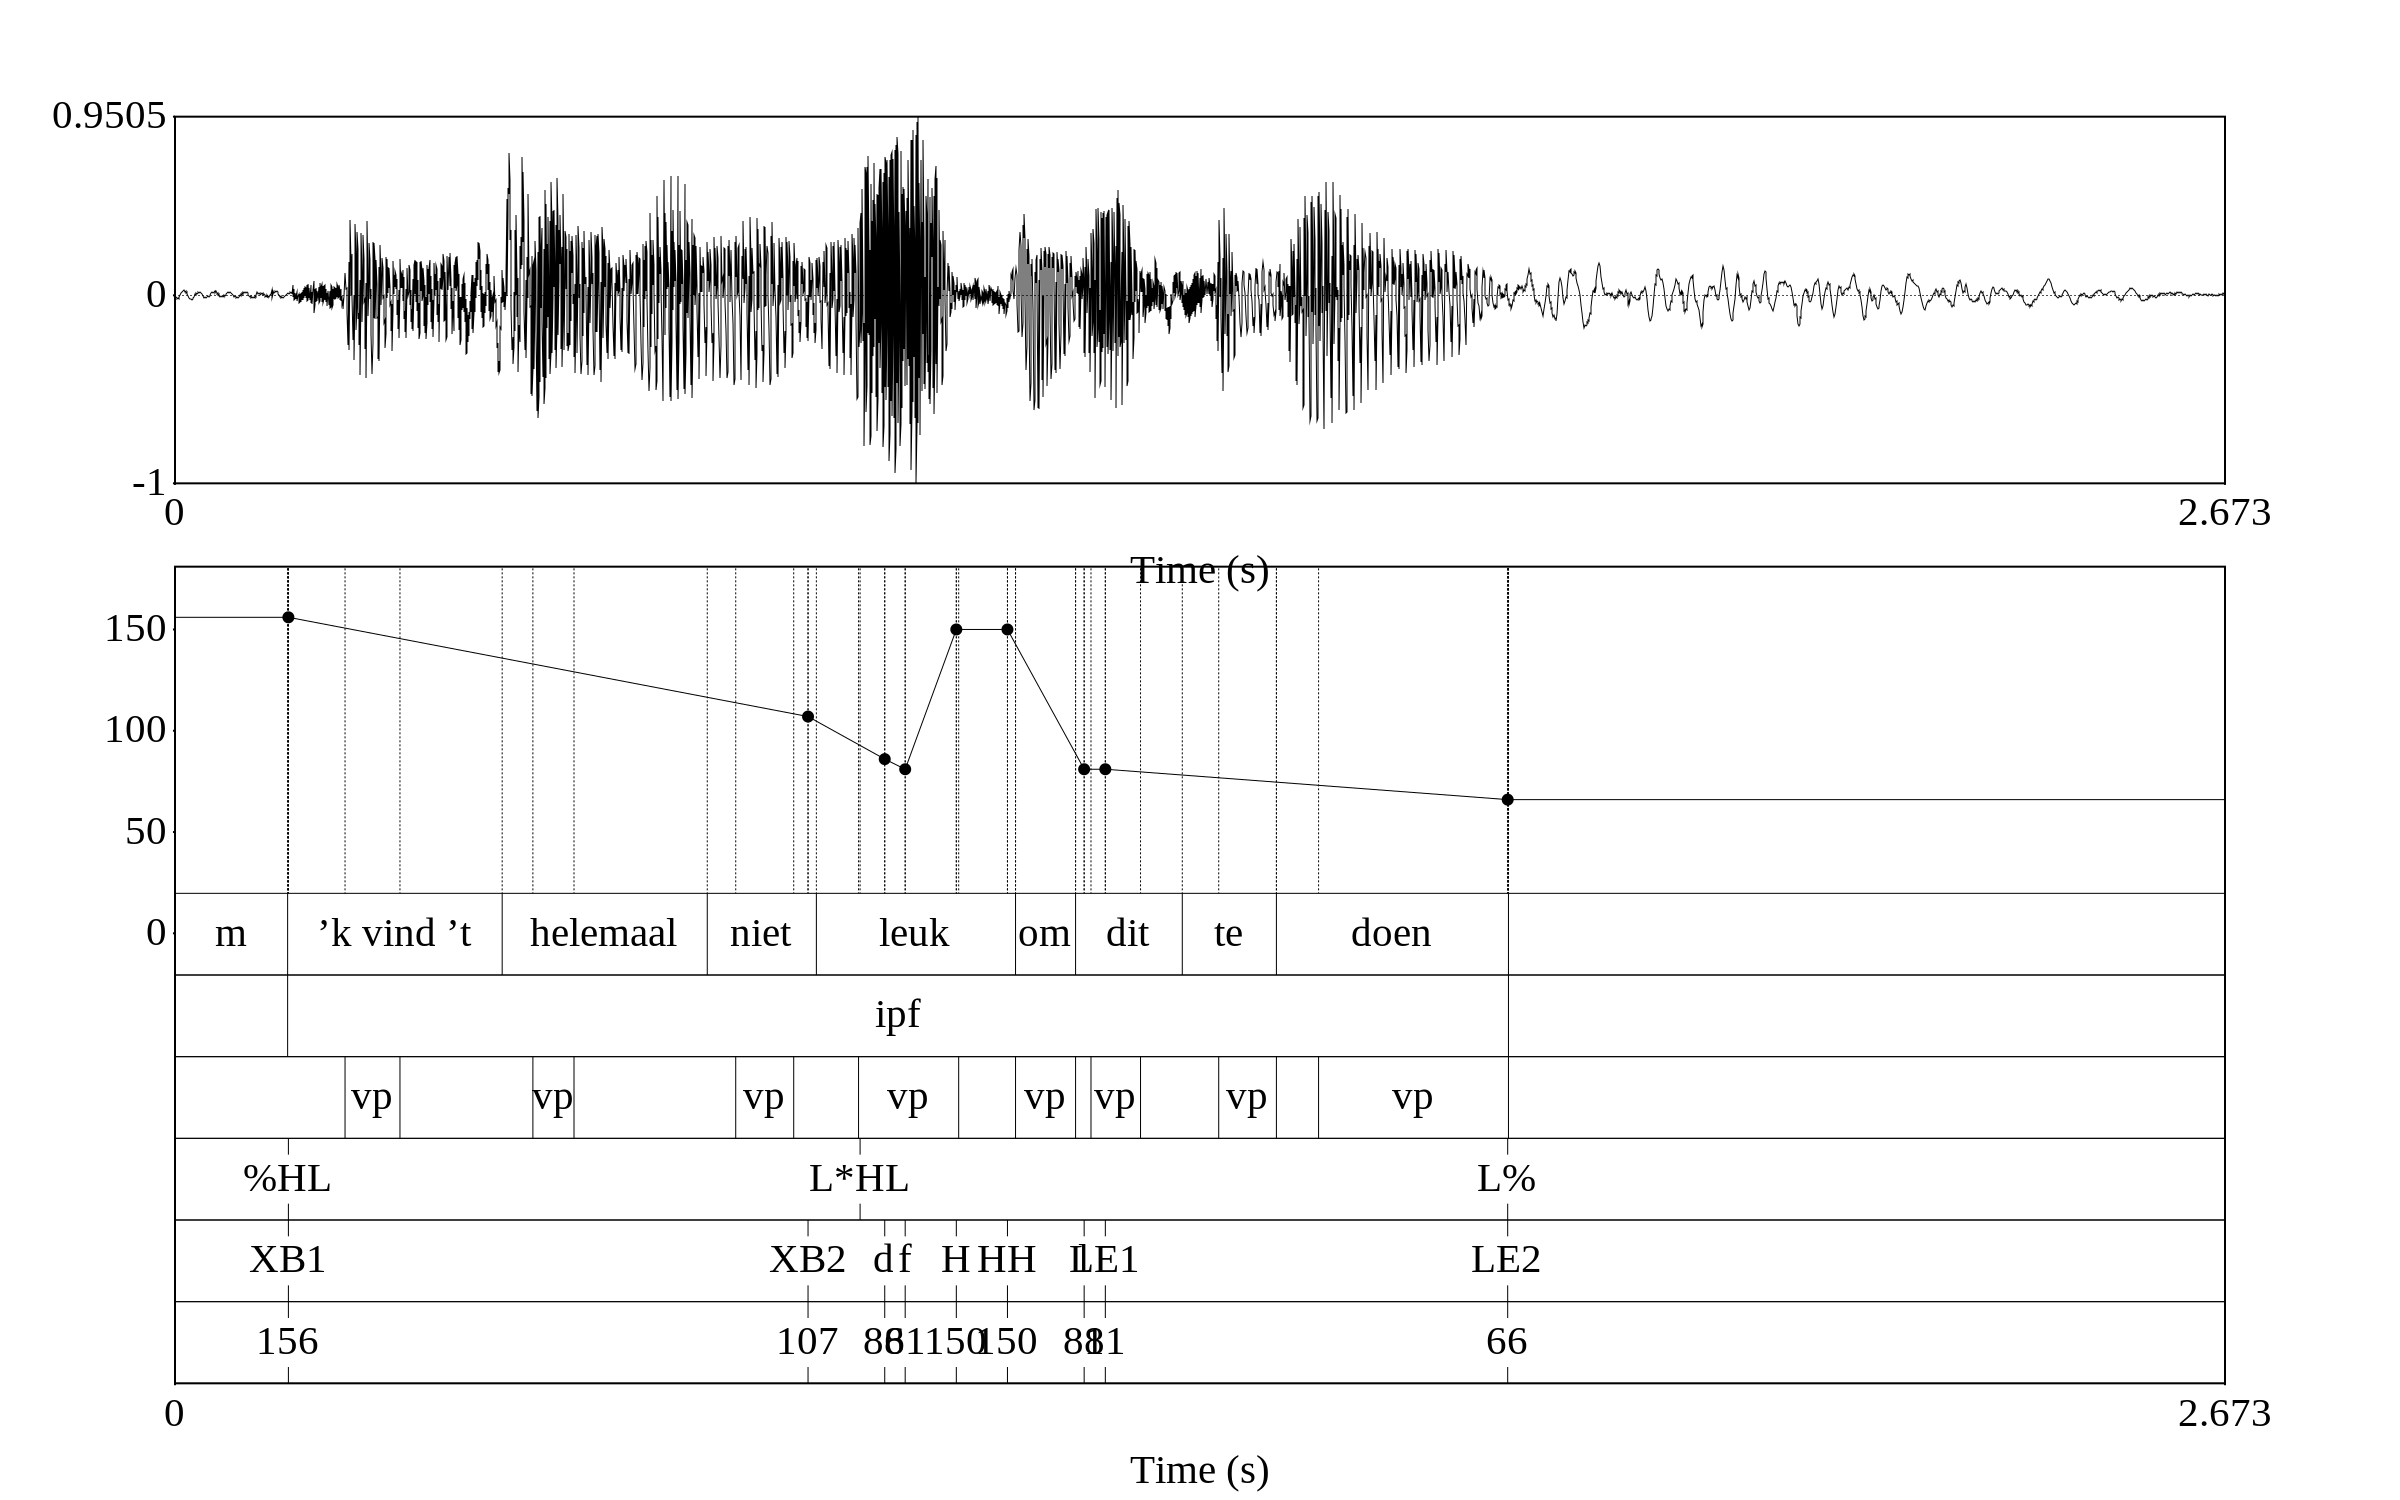 0.9505
0
-1
0 2.673
Time (s)
150
100
50
0
m ’k vind ’t helemaal niet leuk om dit te doen
ipf
vp vp vp vp vp vp vp vp
%HL L*HL L%
XB1 XB2 d f H HH LE1 LE2
156 107 81 150 150 81 81 66
0 2.673
Time (s)